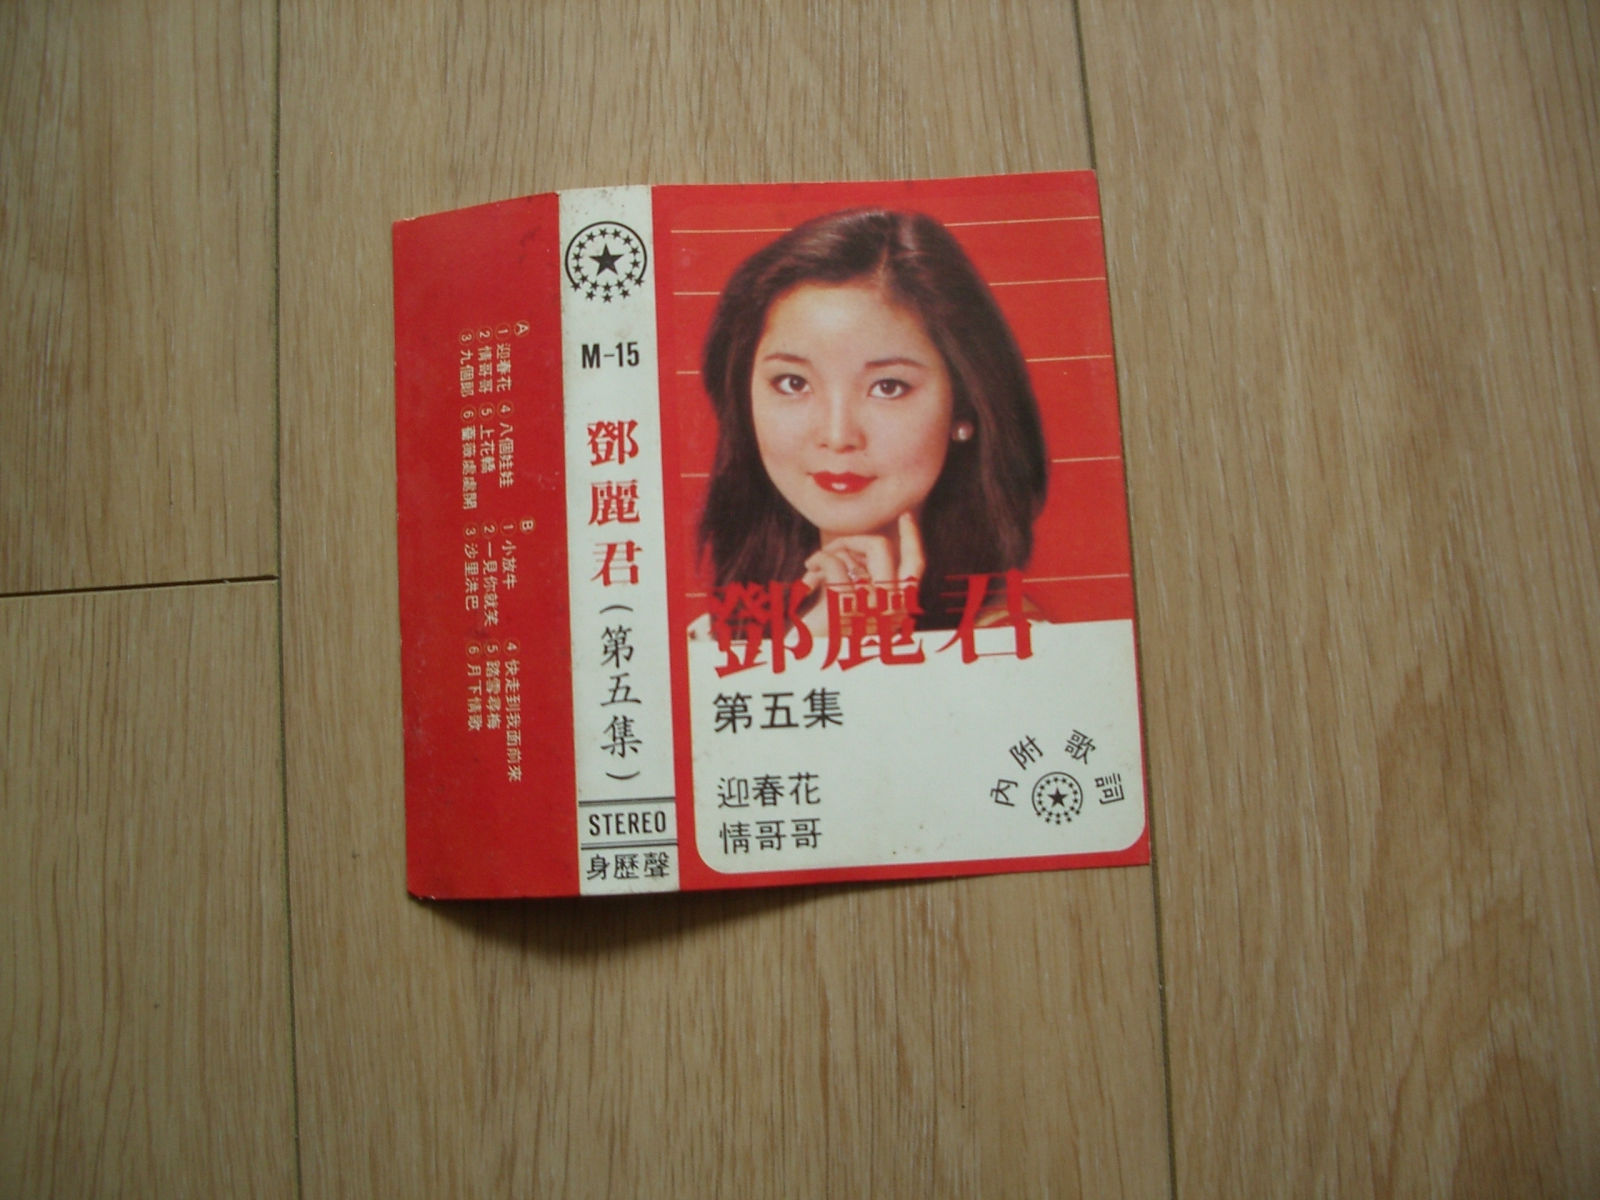 Ⓐ
① 迎春花 ④ 八個娃娃
② 情哥哥 ⑤ 上花轎
③ 九個郎 ⑥ 薔薇處處開
Ⓑ
① 小放牛 ④ 快走到我面前來
② 一見你就笑 ⑤ 踏雪尋梅
③ 沙里洪巴 ⑥ 月下情歌
M-15
鄧麗君(第五集)
STEREO
身歷聲
鄧麗君
第五集
迎春花
情哥哥
內附歌詞